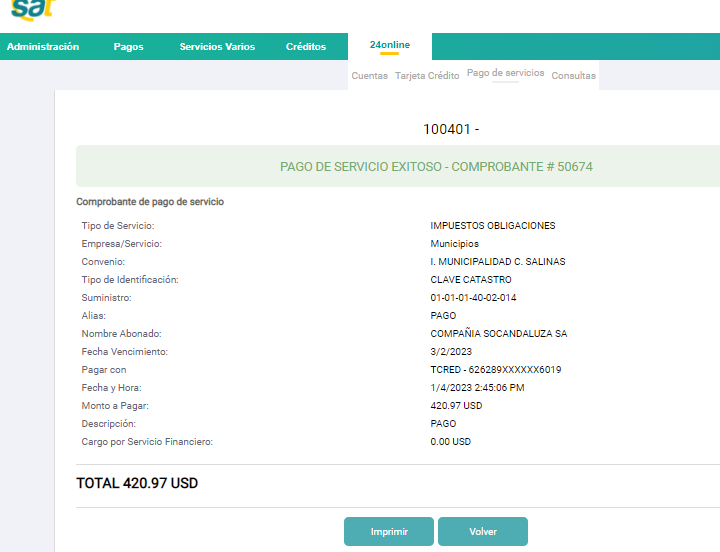 sat
Administración Pagos Servicios Varios Créditos 24online
Cuentas Tarjeta Crédito Pago de servicios Consultas
100401 -
PAGO DE SERVICIO EXITOSO - COMPROBANTE # 50674
Comprobante de pago de servicio
Tipo de Servicio: IMPUESTOS OBLIGACIONES
Empresa/Servicio: Municipios
Convenio: I. MUNICIPALIDAD C. SALINAS
Tipo de Identificación: CLAVE CATASTRO
Suministro: 01-01-01-40-02-014
Alias: PAGO
Nombre Abonado: COMPAÑIA SOCANDALUZA SA
Fecha Vencimiento: 3/2/2023
Pagar con TCRED - 626289XXXXXX6019
Fecha y Hora: 1/4/2023 2:45:06 PM
Monto a Pagar: 420.97 USD
Descripción: PAGO
Cargo por Servicio Financiero: 0.00 USD
TOTAL 420.97 USD
Imprimir Volver